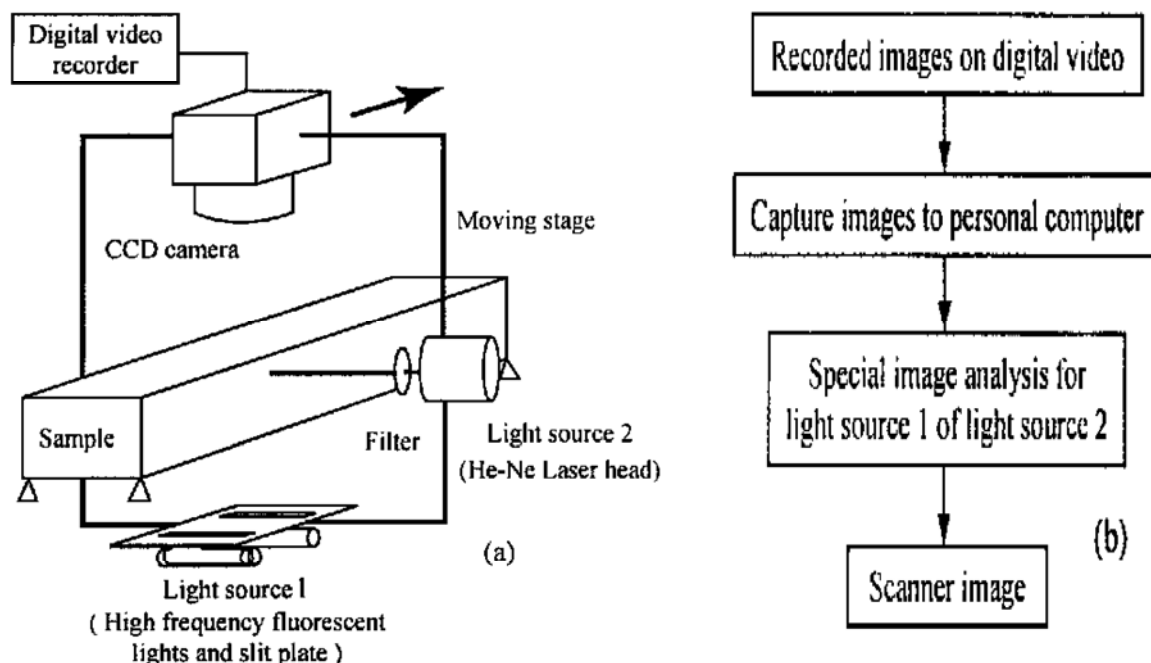 Digital video
recorder
CCD camera
Moving stage
Sample
Filter
Light source 2
(He-Ne Laser head)
(a)
Light source 1
( High frequency fluorescent
lights and slit plate )
Recorded images on digital video
Capture images to personal computer
Special image analysis for
light source 1 of light source 2
(b)
Scanner image